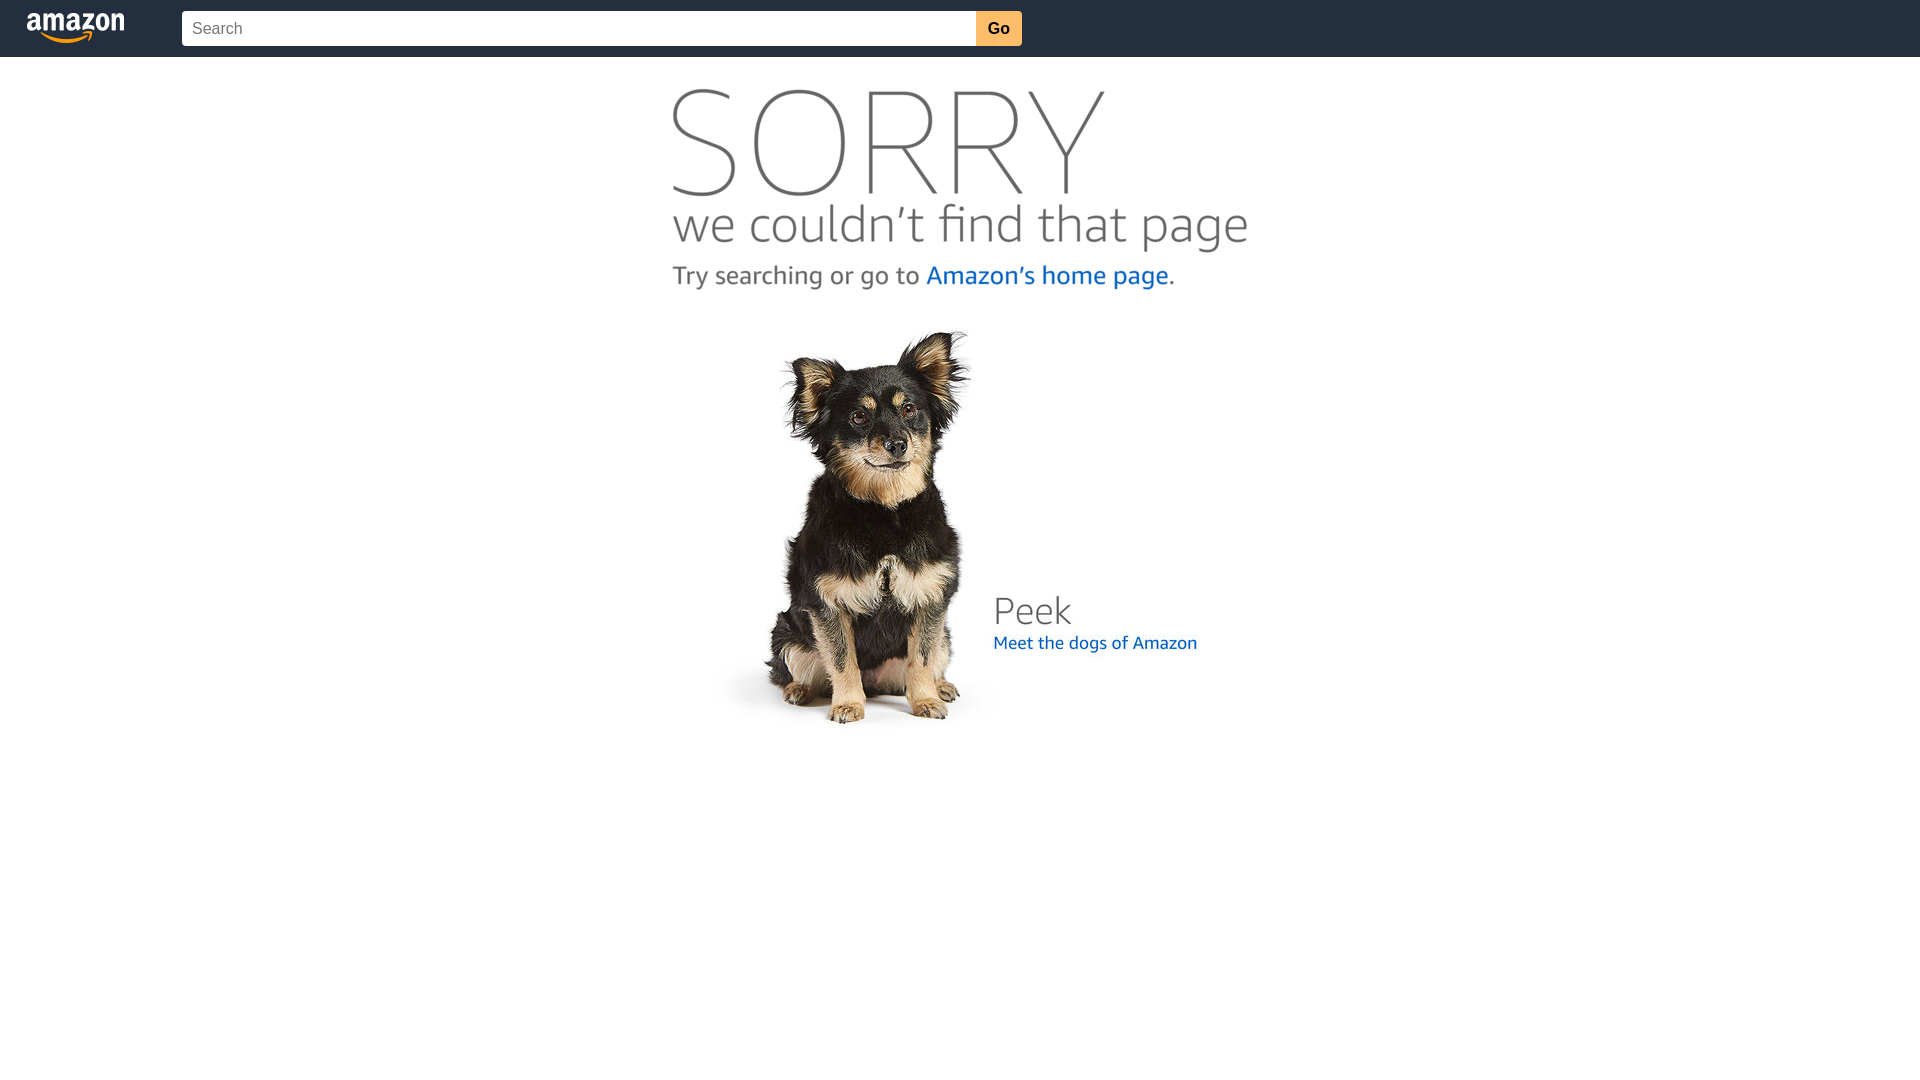 amazon
Search
Go
SORRY
we couldn't find that page
Try searching or go to Amazon's home page.
Peek
Meet the dogs of Amazon